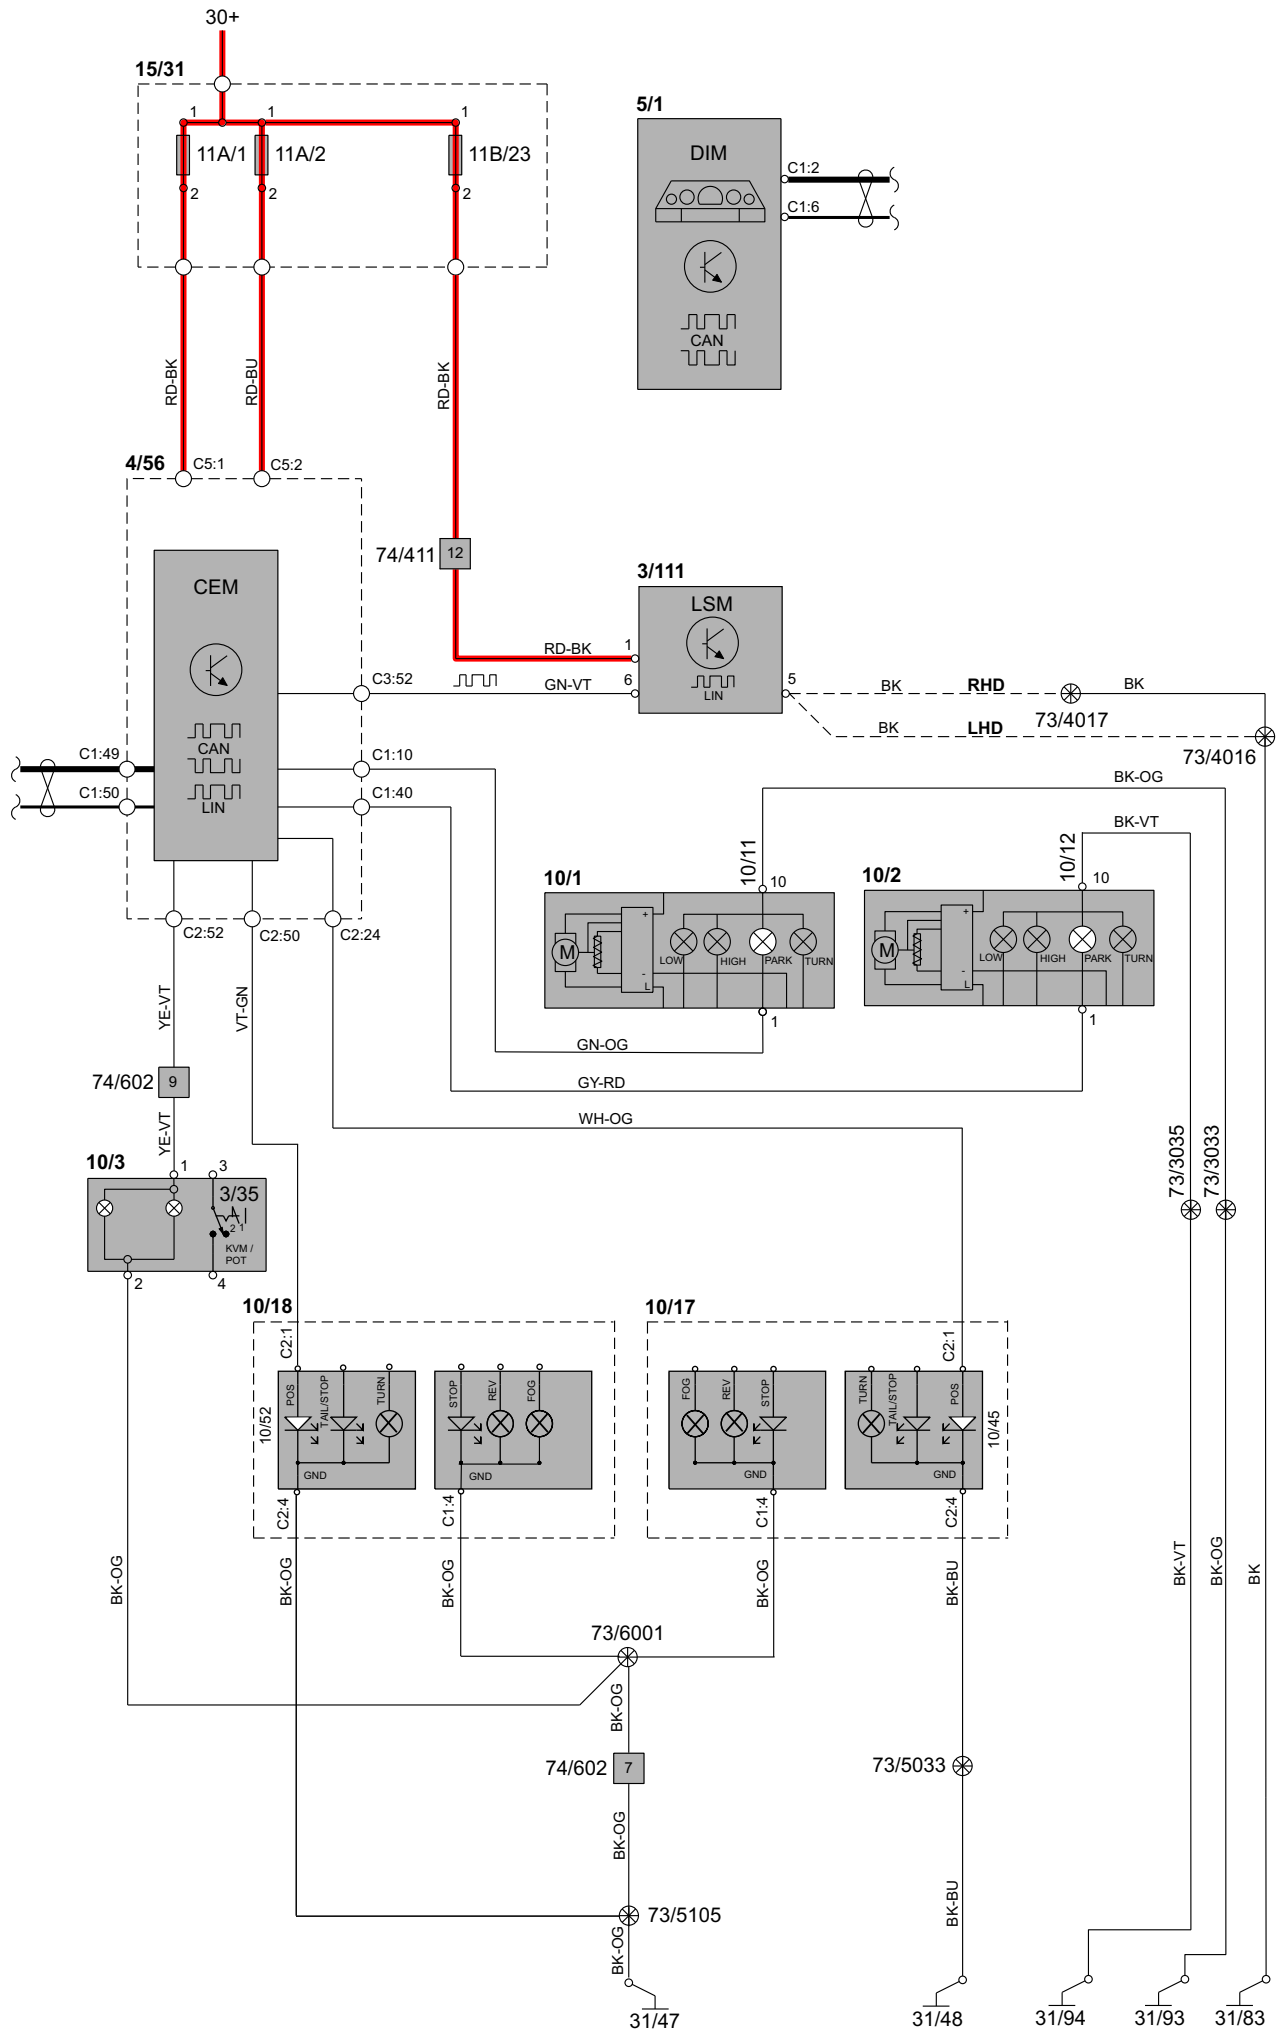 30+
15/31
1
1
1
11A/1
11A/2
11B/23
2
2
2
5/1
DIM
C1:2
C1:6
CAN
RD-BK
RD-BU
RD-BK
4/56
C5:1
C5:2
CEM
CAN
LIN
C1:49
C1:50
C3:52
C1:10
C1:40
C2:52
C2:50
C2:24
74/411
12
RD-BK
1
GN-VT
6
3/111
LSM
LIN
5
BK
RHD
BK
73/4017
BK
LHD
73/4016
BK-OG
BK-VT
10/11
10/12
10/1
10
M
+
-
L
LOW
HIGH
PARK
TURN
1
10/2
10
M
+
-
L
LOW
HIGH
PARK
TURN
1
GN-OG
GY-RD
WH-OG
YE-VT
VT-GN
74/602
9
YE-VT
10/3
1
3
3/35
2
1
KVM /
POT
2
4
73/3035
73/3033
10/18
C2:1
10/52
POS
TAIL/STOP
TURN
GND
C2:4
STOP
REV
FOG
GND
C1:4
10/17
FOG
REV
STOP
GND
C1:4
C2:1
TURN
TAIL/STOP
POS
10/45
GND
C2:4
BK-OG
BK-OG
BK-OG
BK-OG
BK-BU
BK-VT
BK-OG
BK
73/6001
BK-OG
74/602
7
73/5033
BK-OG
BK-BU
73/5105
BK-OG
31/47
31/48
31/94
31/93
31/83